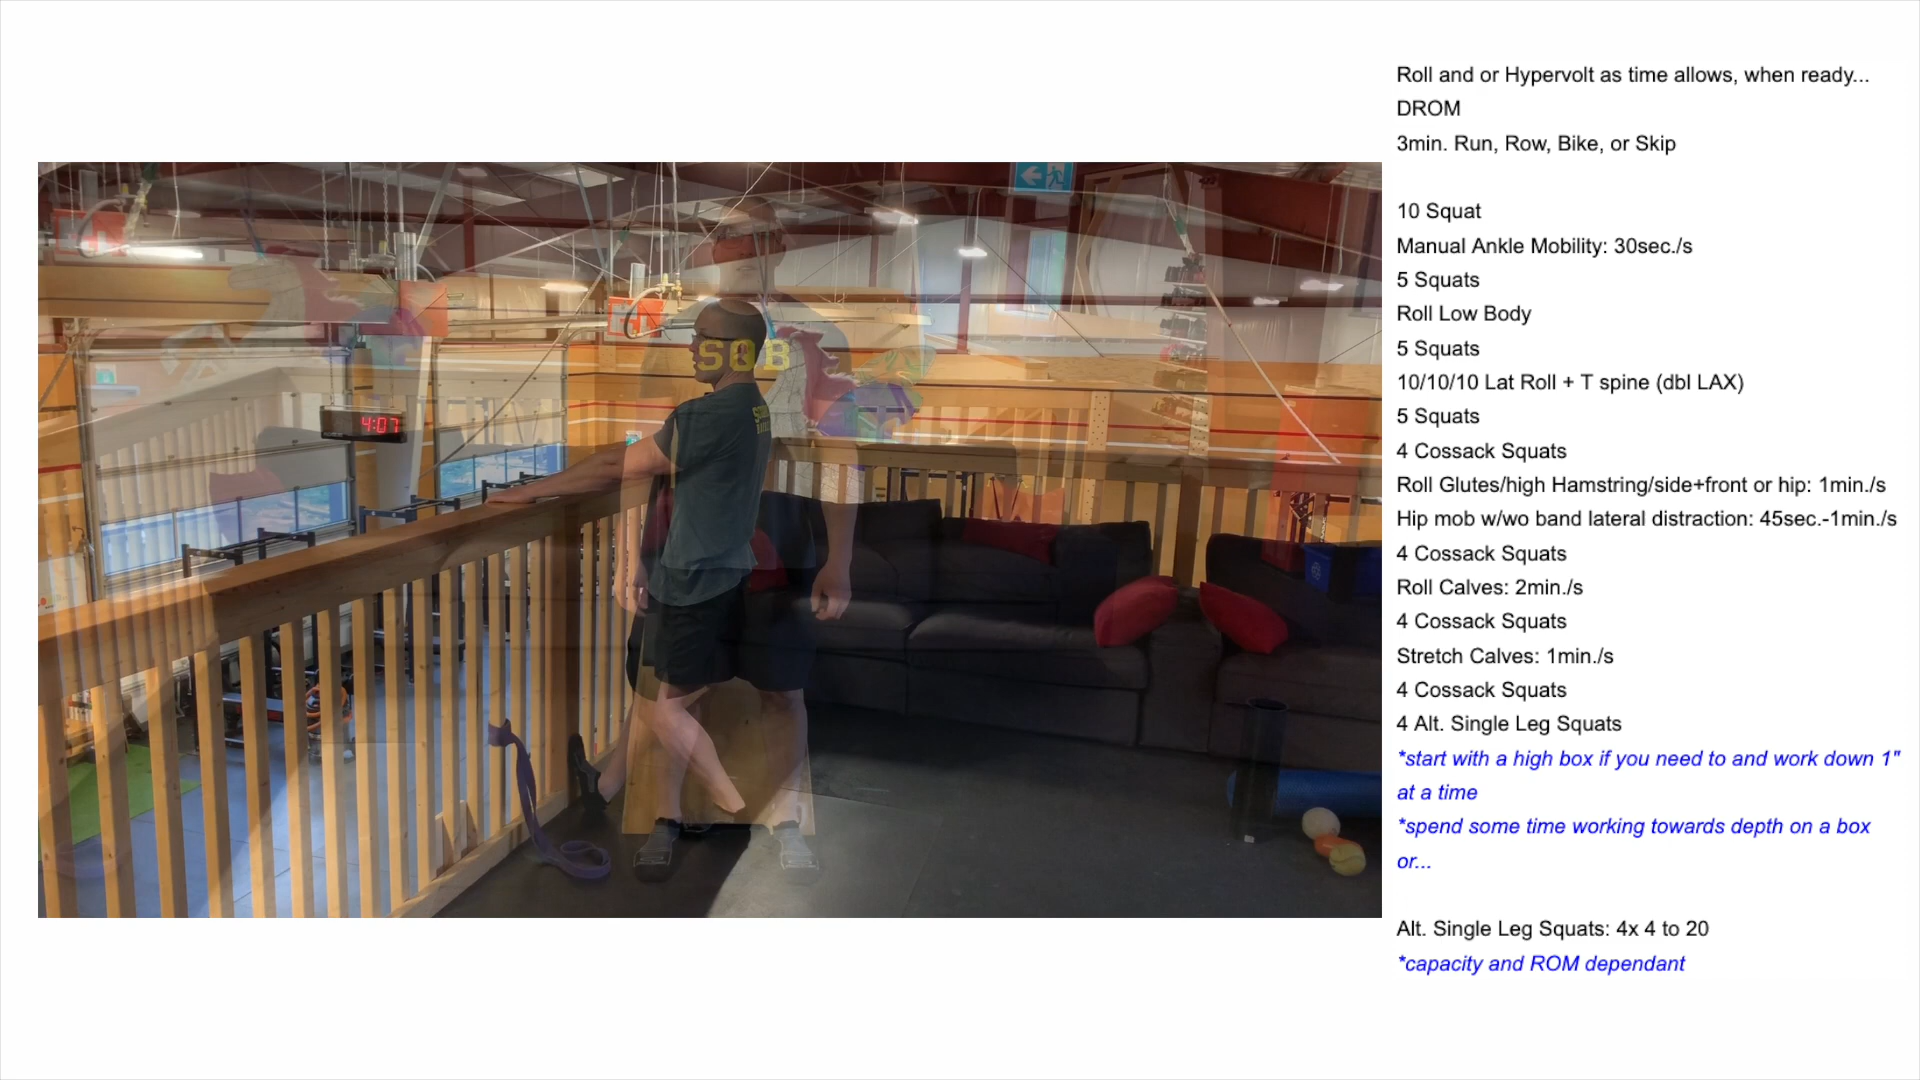 Roll and or Hypervolt as time allows, when ready...
DROM
3min. Run, Row, Bike, or Skip
10 Squat
Manual Ankle Mobility: 30sec./s
5 Squats
Roll Low Body
5 Squats
10/10/10 Lat Roll + T spine (dbl LAX)
5 Squats
4 Cossack Squats
Roll Glutes/high Hamstring/side+front or hip: 1min./s
Hip mob w/wo band lateral distraction: 45sec.-1min./s
4 Cossack Squats
Roll Calves: 2min./s
4 Cossack Squats
Stretch Calves: 1min./s
4 Cossack Squats
4 Alt. Single Leg Squats
*start with a high box if you need to and work down 1"
at a time
*spend some time working towards depth on a box
or...
Alt. Single Leg Squats: 4x 4 to 20
*capacity and ROM dependant
4:07
SOB